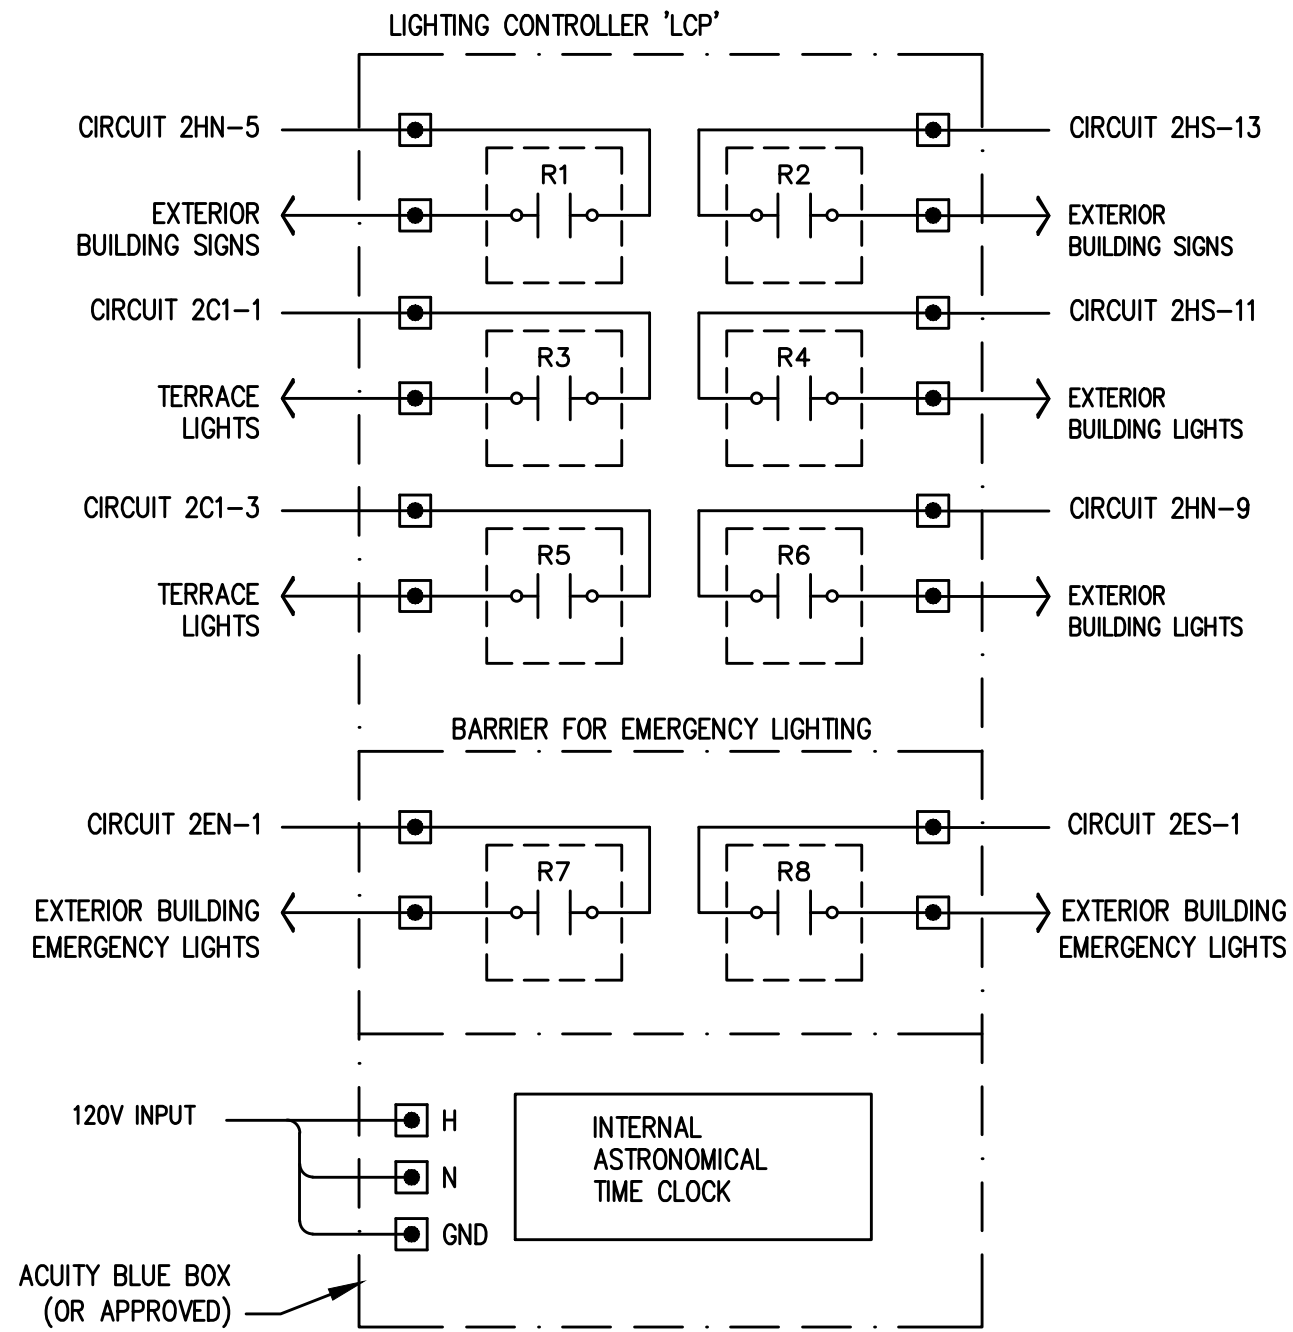 LIGHTING CONTROLLER 'LCP'
CIRCUIT 2HN-5
CIRCUIT 2HS-13
R1
R2
EXTERIOR
BUILDING SIGNS
EXTERIOR
BUILDING SIGNS
CIRCUIT 2C1-1
CIRCUIT 2HS-11
R3
R4
TERRACE
LIGHTS
EXTERIOR
BUILDING LIGHTS
CIRCUIT 2C1-3
CIRCUIT 2HN-9
R5
R6
TERRACE
LIGHTS
EXTERIOR
BUILDING LIGHTS
BARRIER FOR EMERGENCY LIGHTING
CIRCUIT 2EN-1
CIRCUIT 2ES-1
R7
R8
EXTERIOR BUILDING
EMERGENCY LIGHTS
EXTERIOR BUILDING
EMERGENCY LIGHTS
120V INPUT
H
N
GND
INTERNAL
ASTRONOMICAL
TIME CLOCK
ACUITY BLUE BOX
(OR APPROVED)